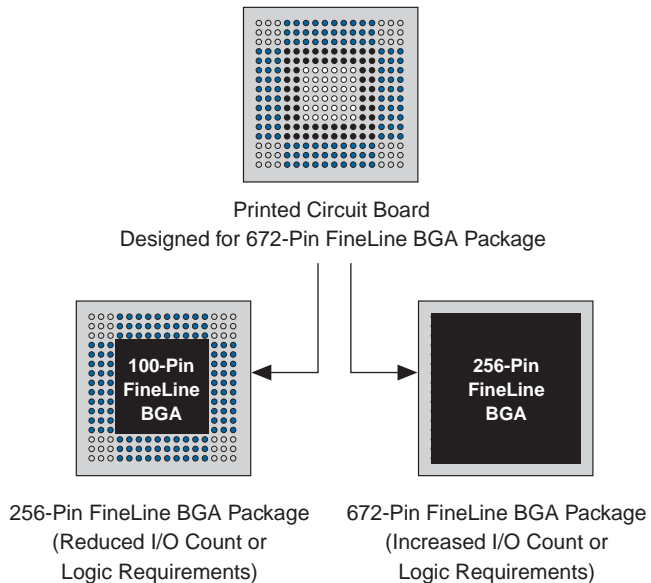 Printed Circuit Board
Designed for 672-Pin FineLine BGA Package
100-Pin
FineLine
BGA
256-Pin
FineLine
BGA
256-Pin FineLine BGA Package
(Reduced I/O Count or
Logic Requirements)
672-Pin FineLine BGA Package
(Increased I/O Count or
Logic Requirements)